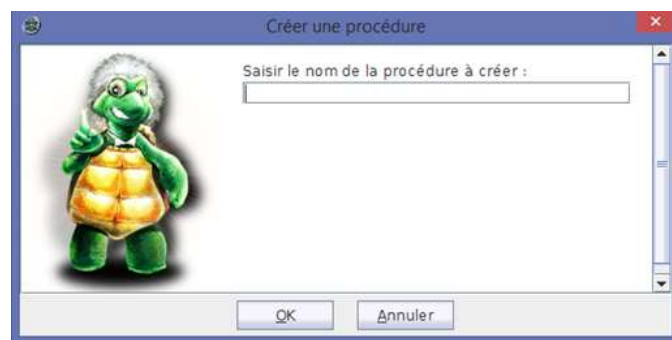 Créer une procédure
Saisir le nom de la procédure à créer :
OK
Annuler